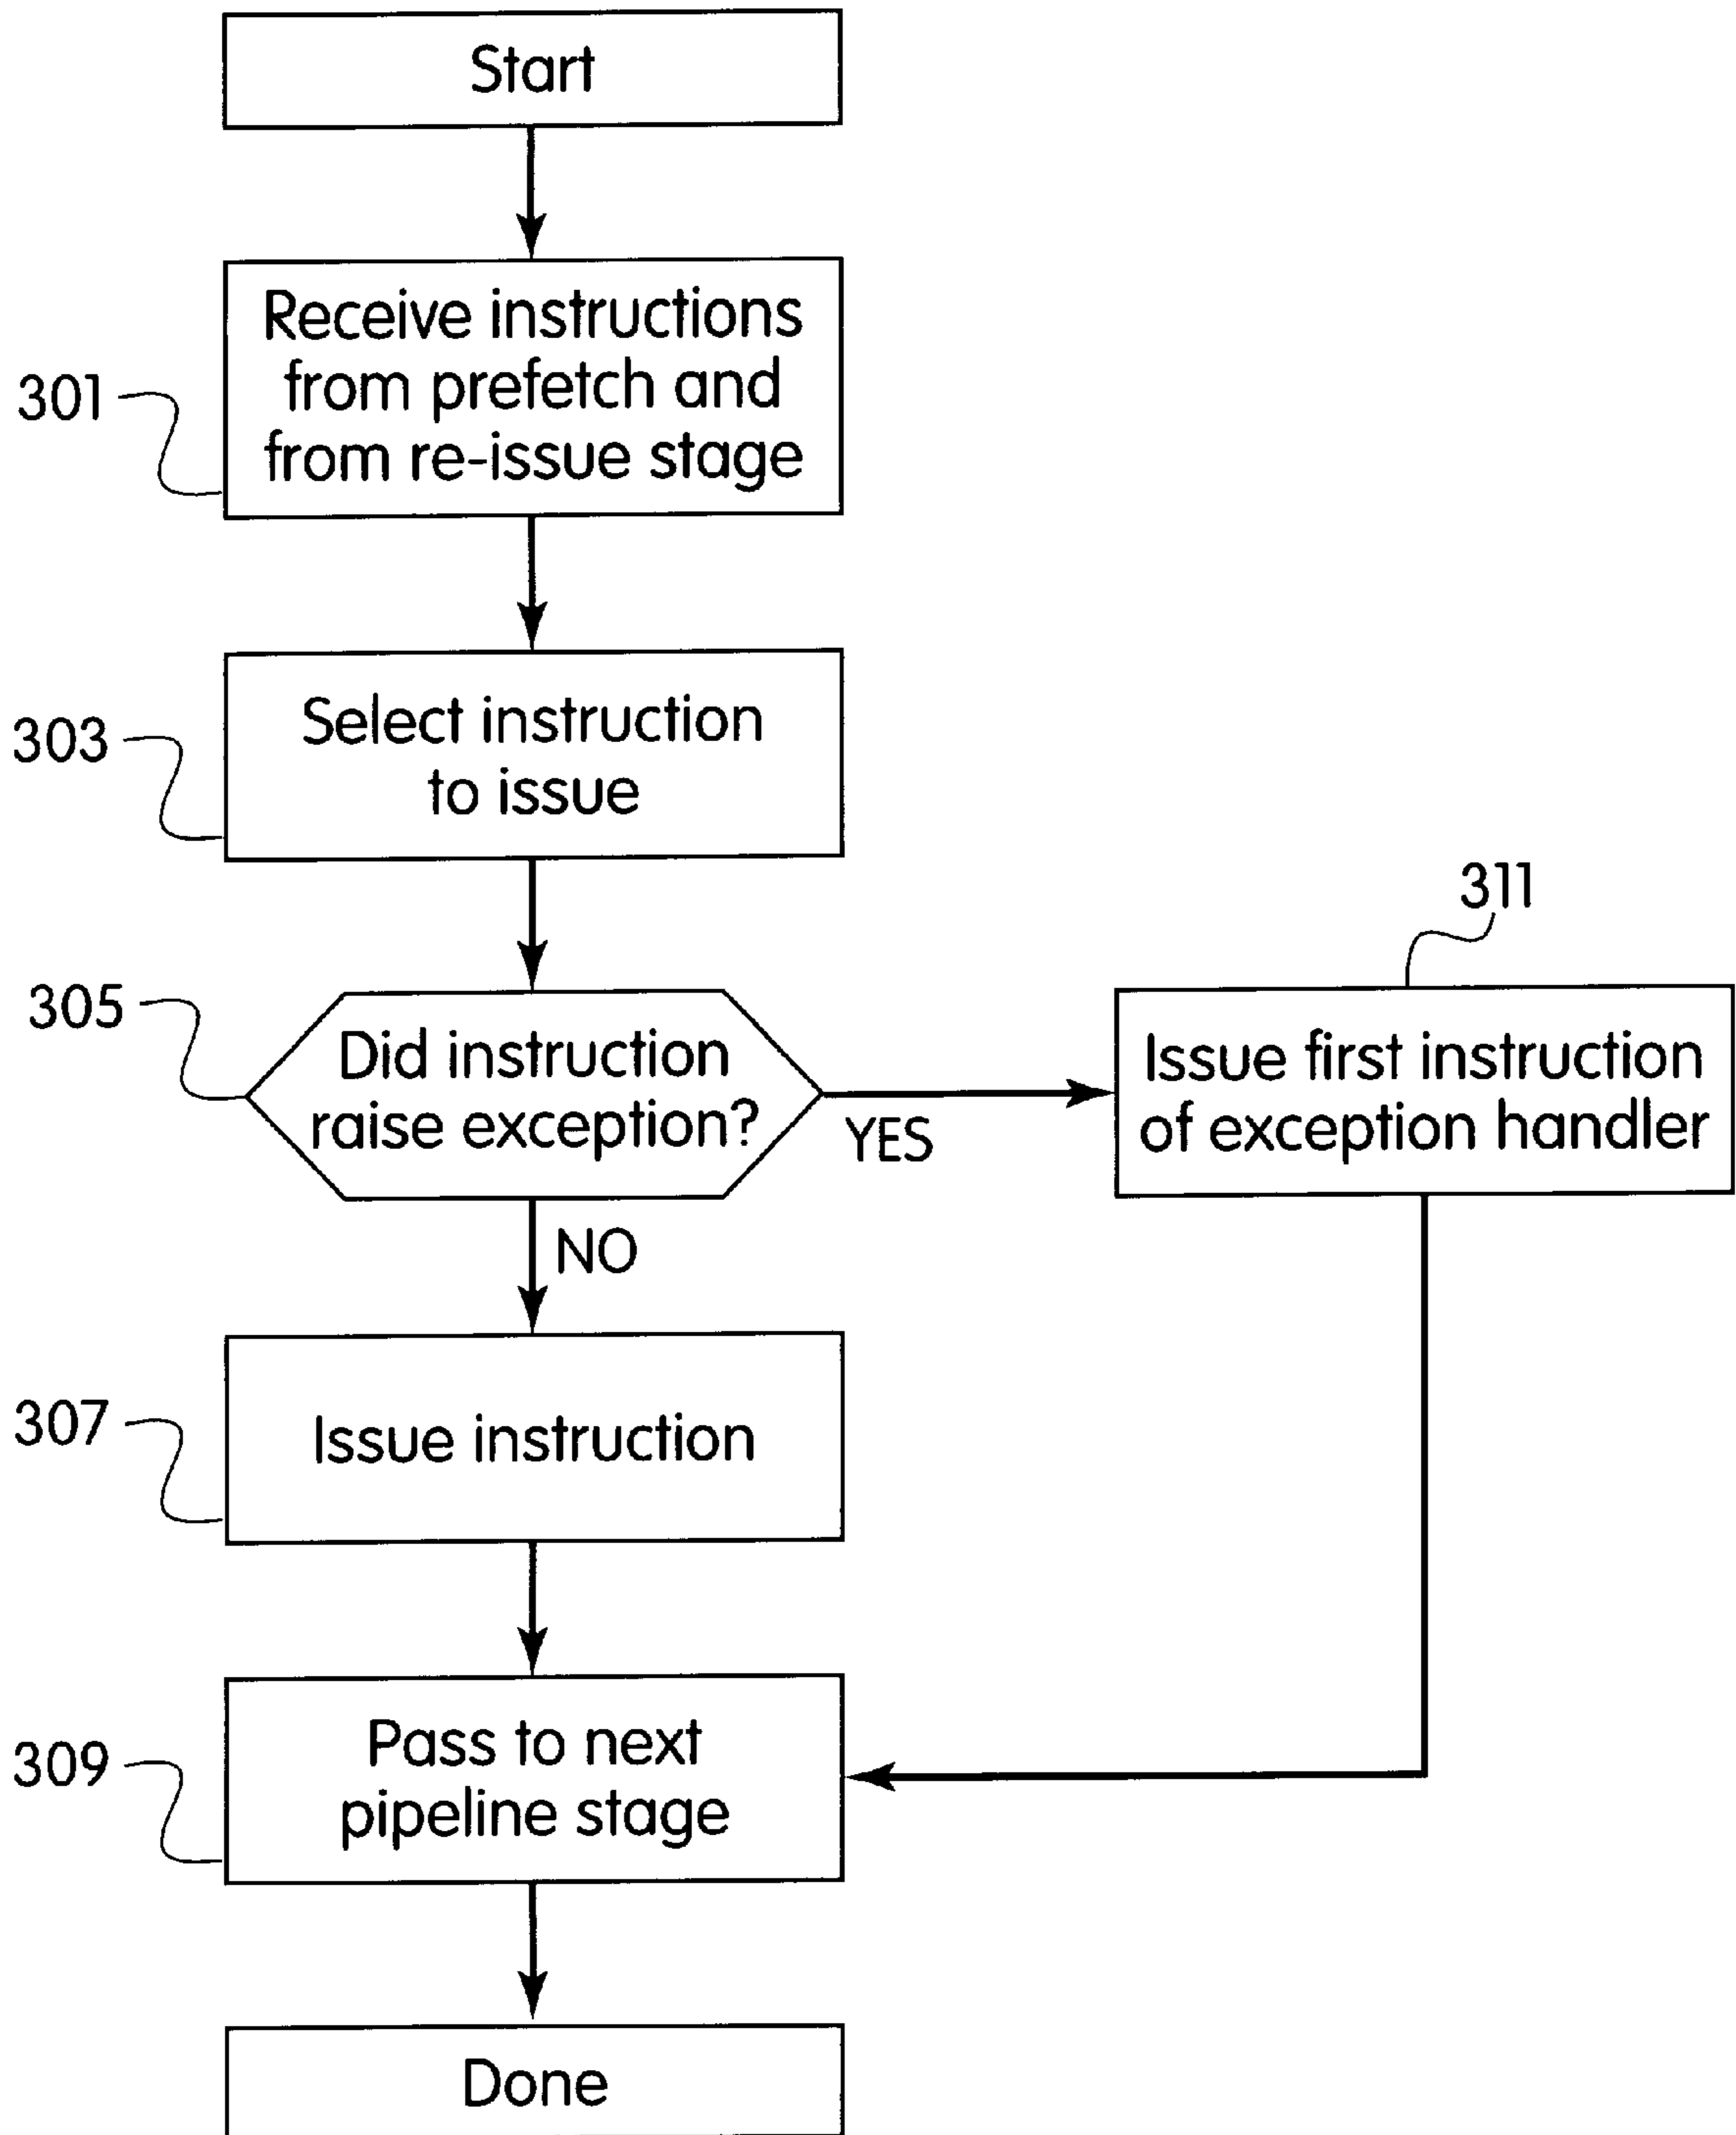 Start
301
Receive instructions
from prefetch and
from re-issue stage
303
Select instruction
to issue
305
Did instruction
raise exception?
YES
311
Issue first instruction
of exception handler
NO
307
Issue instruction
309
Pass to next
pipeline stage
Done